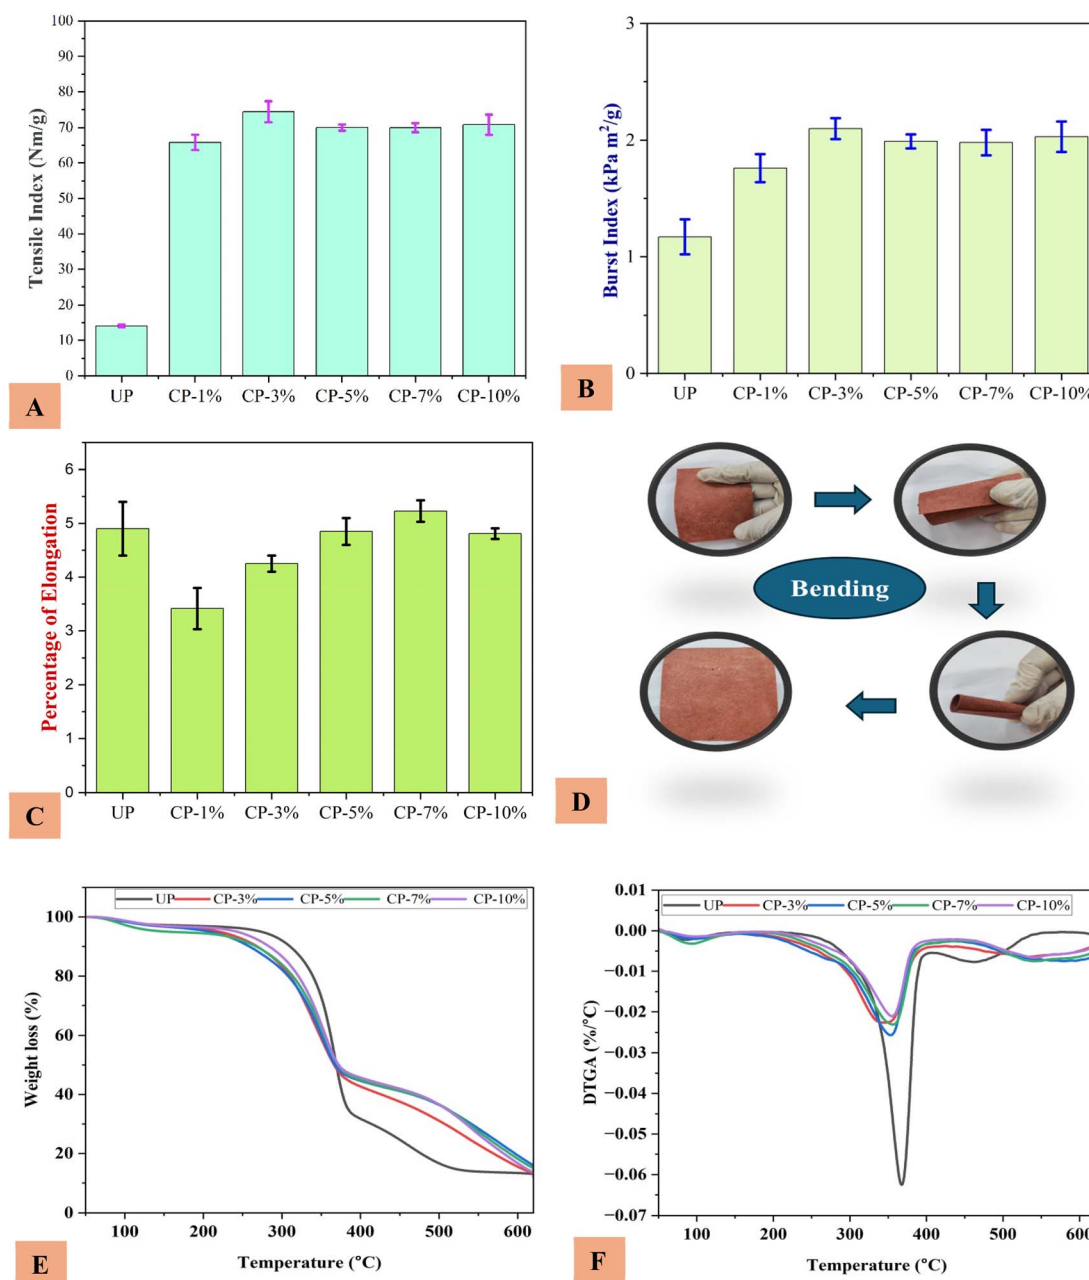 100
90
80
70
60
50
40
30
20
10
0
Tensile Index (Nm/g)
UP CP-1% CP-3% CP-5% CP-7% CP-10%
A
3
2
1
0
Burst Index (kPa m²/g)
UP CP-1% CP-3% CP-5% CP-7% CP-10%
B
6
5
4
3
2
1
0
Percentage of Elongation
UP CP-1% CP-3% CP-5% CP-7% CP-10%
C
Bending
D
UP CP-3% CP-5% CP-7% CP-10%
100
80
60
40
20
0
Weight loss (%)
100 200 300 400 500 600
Temperature (°C)
E
UP CP-3% CP-5% CP-7% CP-10%
0.01
0.00
−0.01
−0.02
−0.03
−0.04
−0.05
−0.06
−0.07
DTGA (%/°C)
100 200 300 400 500 600
Temperature (°C)
F